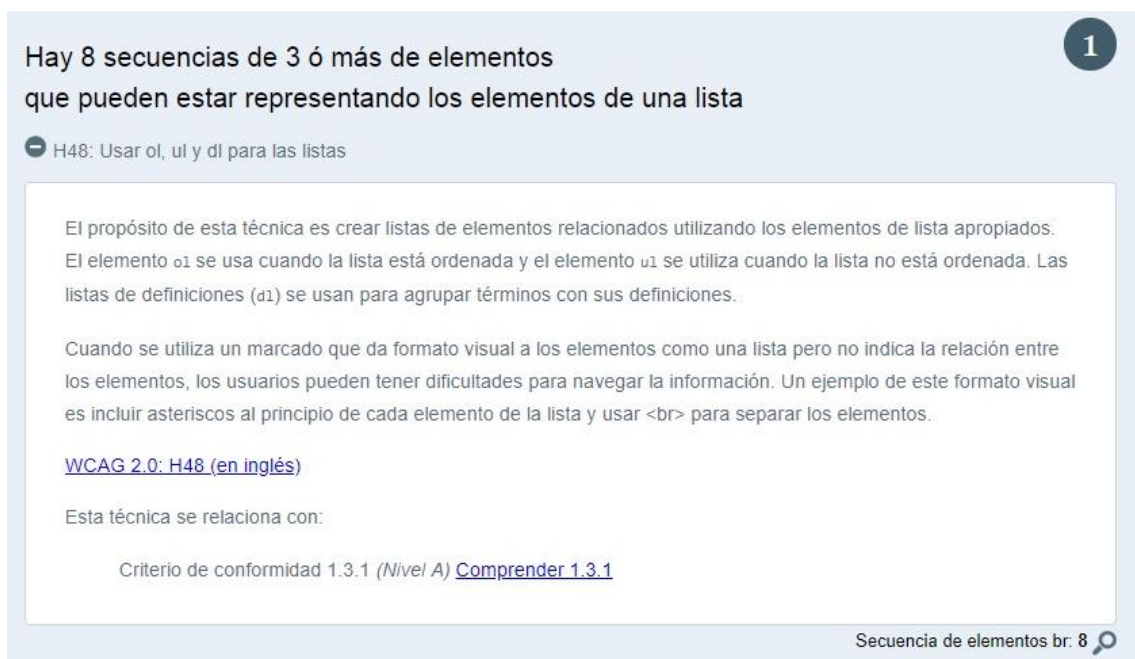 Hay 8 secuencias de 3 ó más de elementos
que pueden estar representando los elementos de una lista
1
H48: Usar ol, ul y dl para las listas
El propósito de esta técnica es crear listas de elementos relacionados utilizando los elementos de lista apropiados.
El elemento ol se usa cuando la lista está ordenada y el elemento ul se utiliza cuando la lista no está ordenada. Las
listas de definiciones (dl) se usan para agrupar términos con sus definiciones.
Cuando se utiliza un marcado que da formato visual a los elementos como una lista pero no indica la relación entre
los elementos, los usuarios pueden tener dificultades para navegar la información. Un ejemplo de este formato visual
es incluir asteriscos al principio de cada elemento de la lista y usar <br> para separar los elementos.
WCAG 2.0: H48 (en inglés)
Esta técnica se relaciona con:
Criterio de conformidad 1.3.1 (Nivel A) Comprender 1.3.1
Secuencia de elementos br: 8